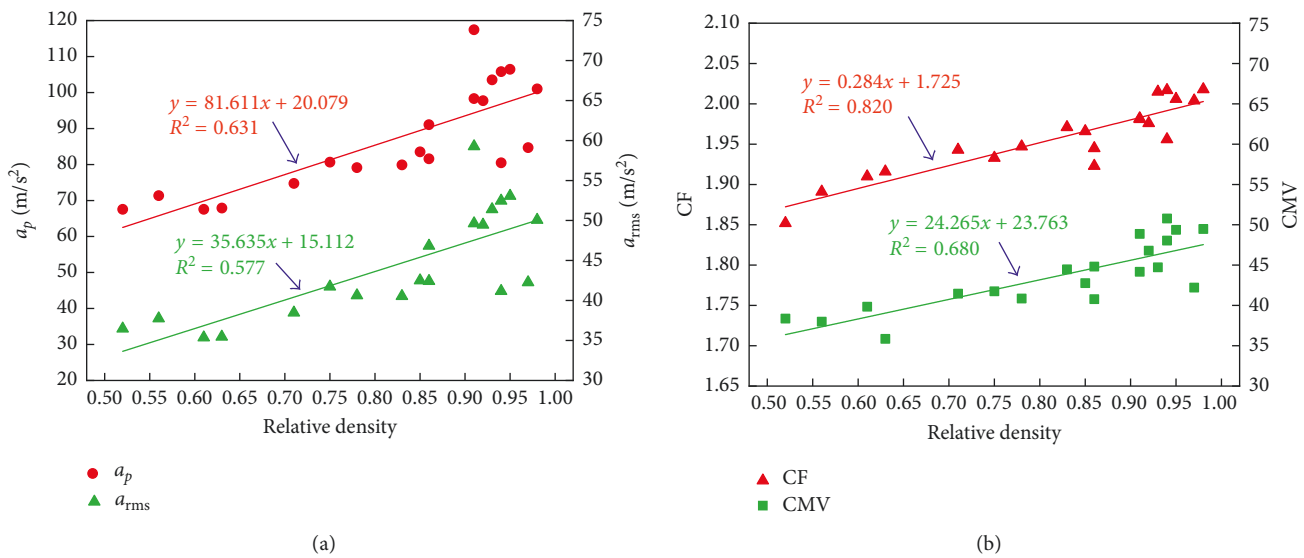 120
110
100
90
80
70
60
50
40
30
20
a_p (m/s²)
75
70
65
60
55
50
45
40
35
30
a_rms (m/s²)
y = 81.611x + 20.079
R² = 0.631
y = 35.635x + 15.112
R² = 0.577
0.50 0.55 0.60 0.65 0.70 0.75 0.80 0.85 0.90 0.95 1.00
Relative density
a_p
a_rms
(a)
2.10
2.05
2.00
1.95
1.90
1.85
1.80
1.75
1.70
1.65
CF
75
70
65
60
55
50
45
40
35
30
CMV
y = 0.284x + 1.725
R² = 0.820
y = 24.265x + 23.763
R² = 0.680
0.50 0.55 0.60 0.65 0.70 0.75 0.80 0.85 0.90 0.95 1.00
Relative density
CF
CMV
(b)